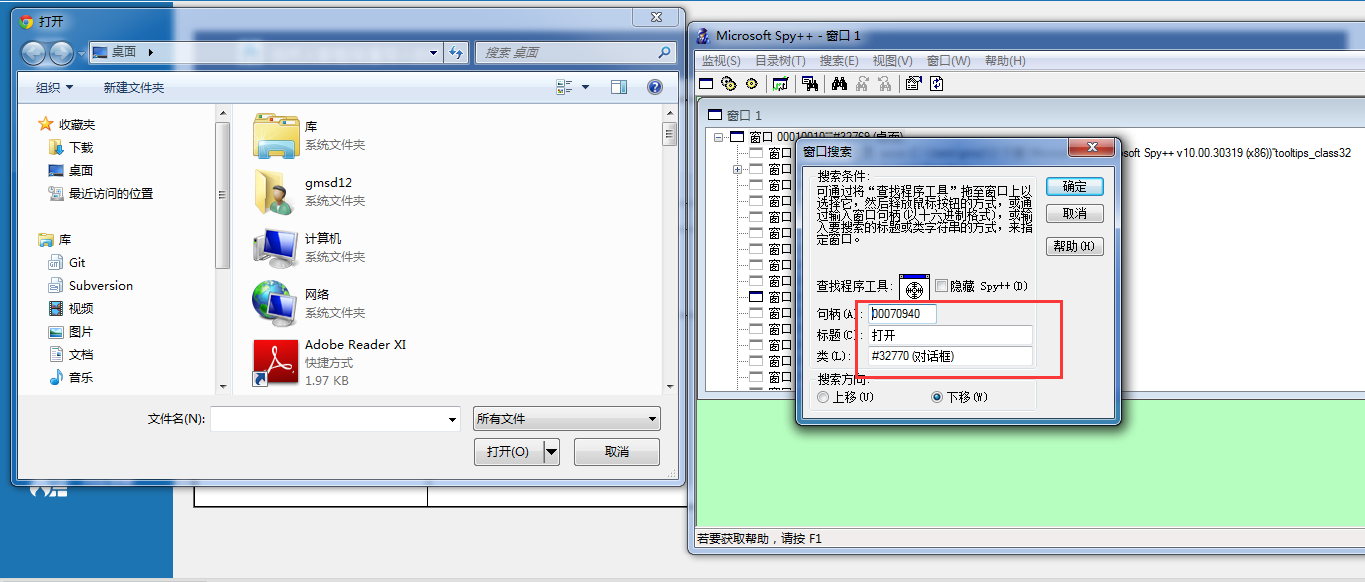 打开
桌面
搜索 桌面
组织
新建文件夹
收藏夹
下载
桌面
最近访问的位置
库
Git
Subversion
视频
图片
文档
音乐
库
系统文件夹
gmsd12
系统文件夹
计算机
系统文件夹
网络
系统文件夹
Adobe Reader XI
快捷方式
1.97 KB
文件名(N):
所有文件
打开(O)
取消
Microsoft Spy++ - 窗口 1
监视(S) 目录树(T) 搜索(E) 视图(V) 窗口(W) 帮助(H)
窗口 1
窗口 00010010""#32769 (桌面)
窗口
osoft Spy++ v10.00.30319 (x86))"tooltips_class32
窗口
窗口
窗口
窗口
窗口
窗口
窗口
窗口
窗口
窗口
窗口
窗口
窗口
窗口
窗口搜索
搜索条件:
可通过将“查找程序工具”拖至窗口上以
选择它，然后释放鼠标按钮的方式，或通
过输入窗口句柄(以十六进制格式)，或输
入要搜索的标题或类字符串的方式，来指
定窗口。
确定
取消
帮助(H)
查找程序工具:
隐藏 Spy++(D)
句柄(A):
00070940
标题(C):
打开
类(L):
#32770 (对话框)
搜索方向:
上移(U)
下移(W)
若要获取帮助，请按 F1